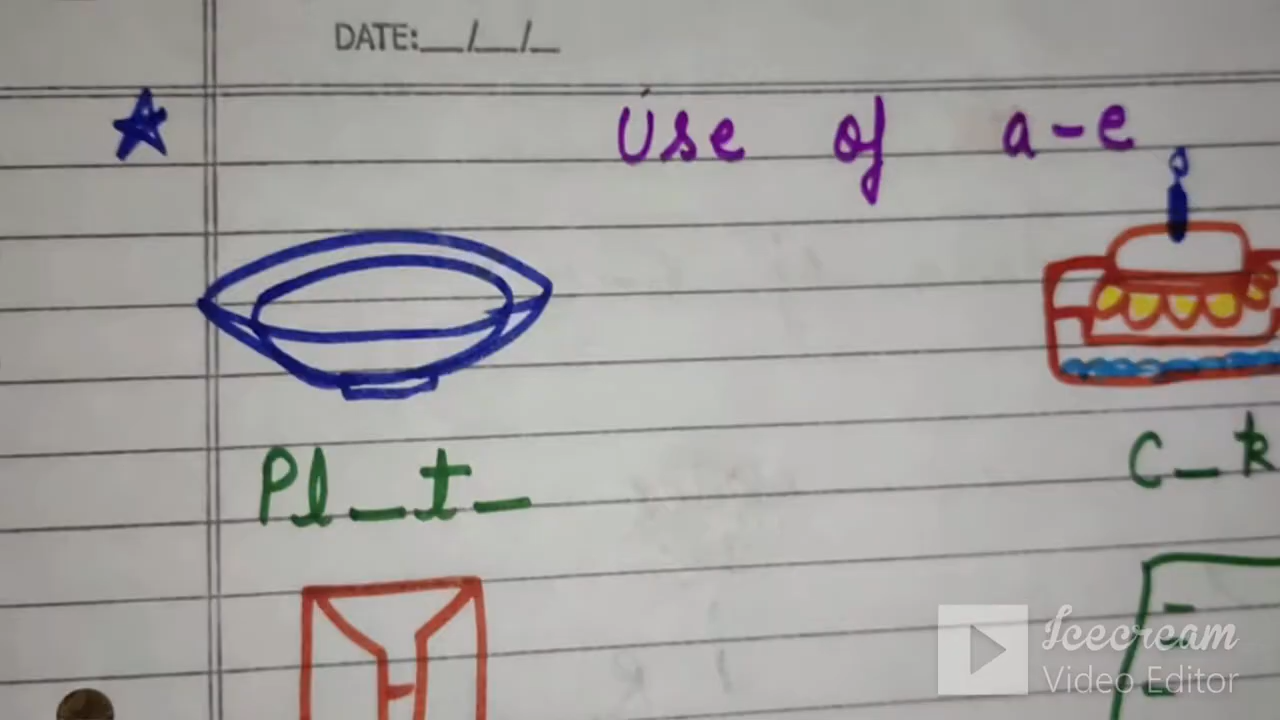 DATE:__/__/__
Use of a-e
Pl_t_
C_k
Icecream
Video Editor